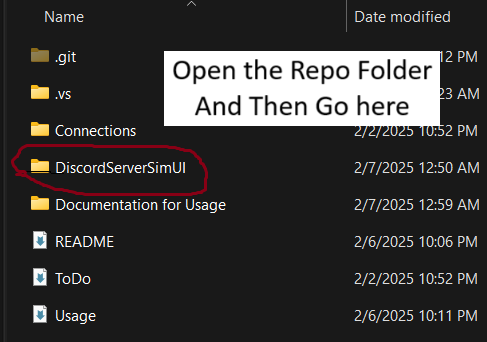 Name Date modified
.git 12 PM
.vs 23 AM
Open the Repo Folder
And Then Go here
Connections 2/2/2025 10:52 PM
DiscordServerSimUI 2/7/2025 12:50 AM
Documentation for Usage 2/7/2025 12:59 AM
README 2/6/2025 10:06 PM
ToDo 2/2/2025 10:52 PM
Usage 2/6/2025 10:11 PM